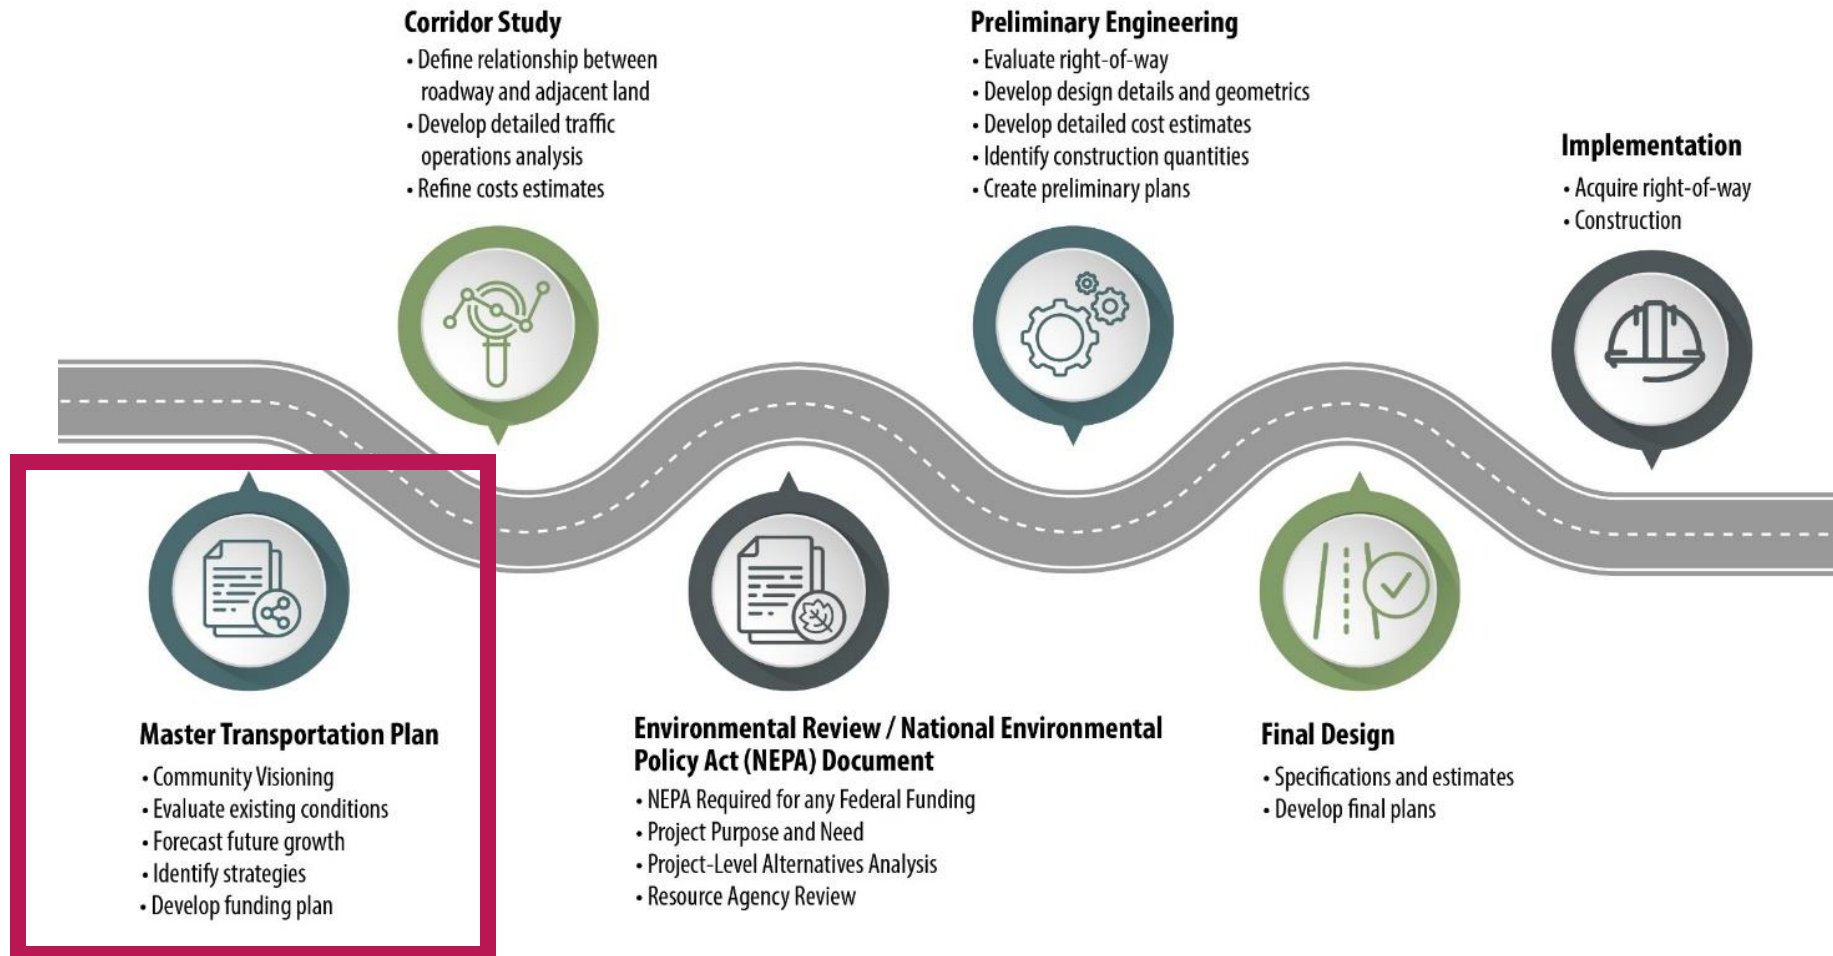 Corridor Study
• Define relationship between
roadway and adjacent land
• Develop detailed traffic
operations analysis
• Refine costs estimates
Preliminary Engineering
• Evaluate right-of-way
• Develop design details and geometrics
• Develop detailed cost estimates
• Identify construction quantities
• Create preliminary plans
Implementation
• Acquire right-of-way
• Construction
Master Transportation Plan
• Community Visioning
• Evaluate existing conditions
• Forecast future growth
• Identify strategies
• Develop funding plan
Environmental Review / National Environmental
Policy Act (NEPA) Document
• NEPA Required for any Federal Funding
• Project Purpose and Need
• Project-Level Alternatives Analysis
• Resource Agency Review
Final Design
• Specifications and estimates
• Develop final plans